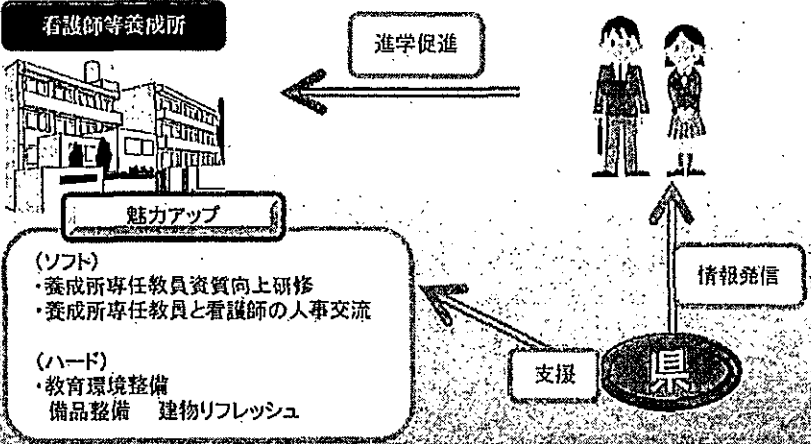 看護師等養成所
進学促進
魅力アップ
(ソフト)
・養成所専任教員資質向上研修
・養成所専任教員と看護師の人事交流
(ハード)
・教育環境整備
備品整備　建物リフレッシュ
情報発信
支援
県